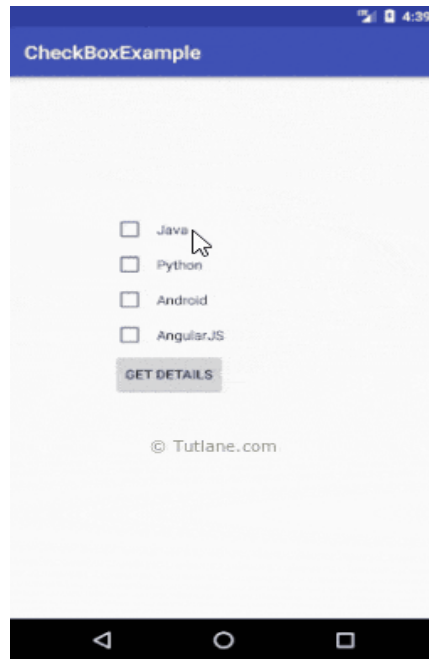 4:39
CheckBoxExample
Java
Python
Android
AngularJS
GET DETAILS
© Tutlane.com